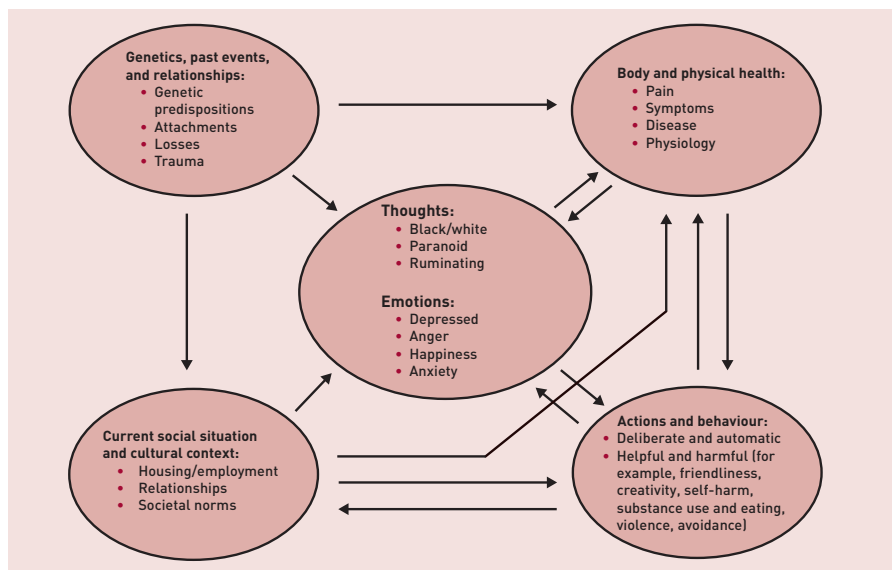 Genetics, past events,
and relationships:
• Genetic
predispositions
• Attachments
• Losses
• Trauma
Body and physical health:
• Pain
• Symptoms
• Disease
• Physiology
Thoughts:
• Black/white
• Paranoid
• Ruminating
Emotions:
• Depressed
• Anger
• Happiness
• Anxiety
Current social situation
and cultural context:
• Housing/employment
• Relationships
• Societal norms
Actions and behaviour:
• Deliberate and automatic
• Helpful and harmful (for
example, friendliness,
creativity, self-harm,
substance use and eating,
violence, avoidance)